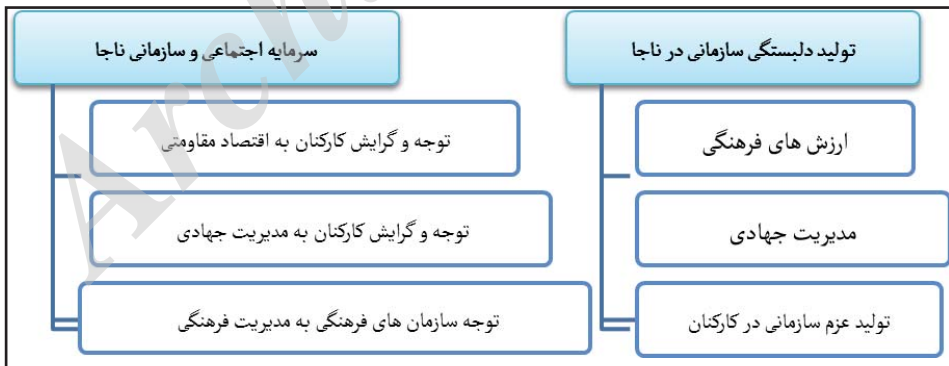 تولید دلبستگی سازمانی در ناجا
ارزش های فرهنگی
مدیریت جهادی
تولید عزم سازمانی در کارکنان
سرمایه اجتماعی و سازمانی ناجا
توجه و گرایش کارکنان به اقتصاد مقاومتی
توجه و گرایش کارکنان به مدیریت جهادی
توجه سازمان های فرهنگی به مدیریت فرهنگی